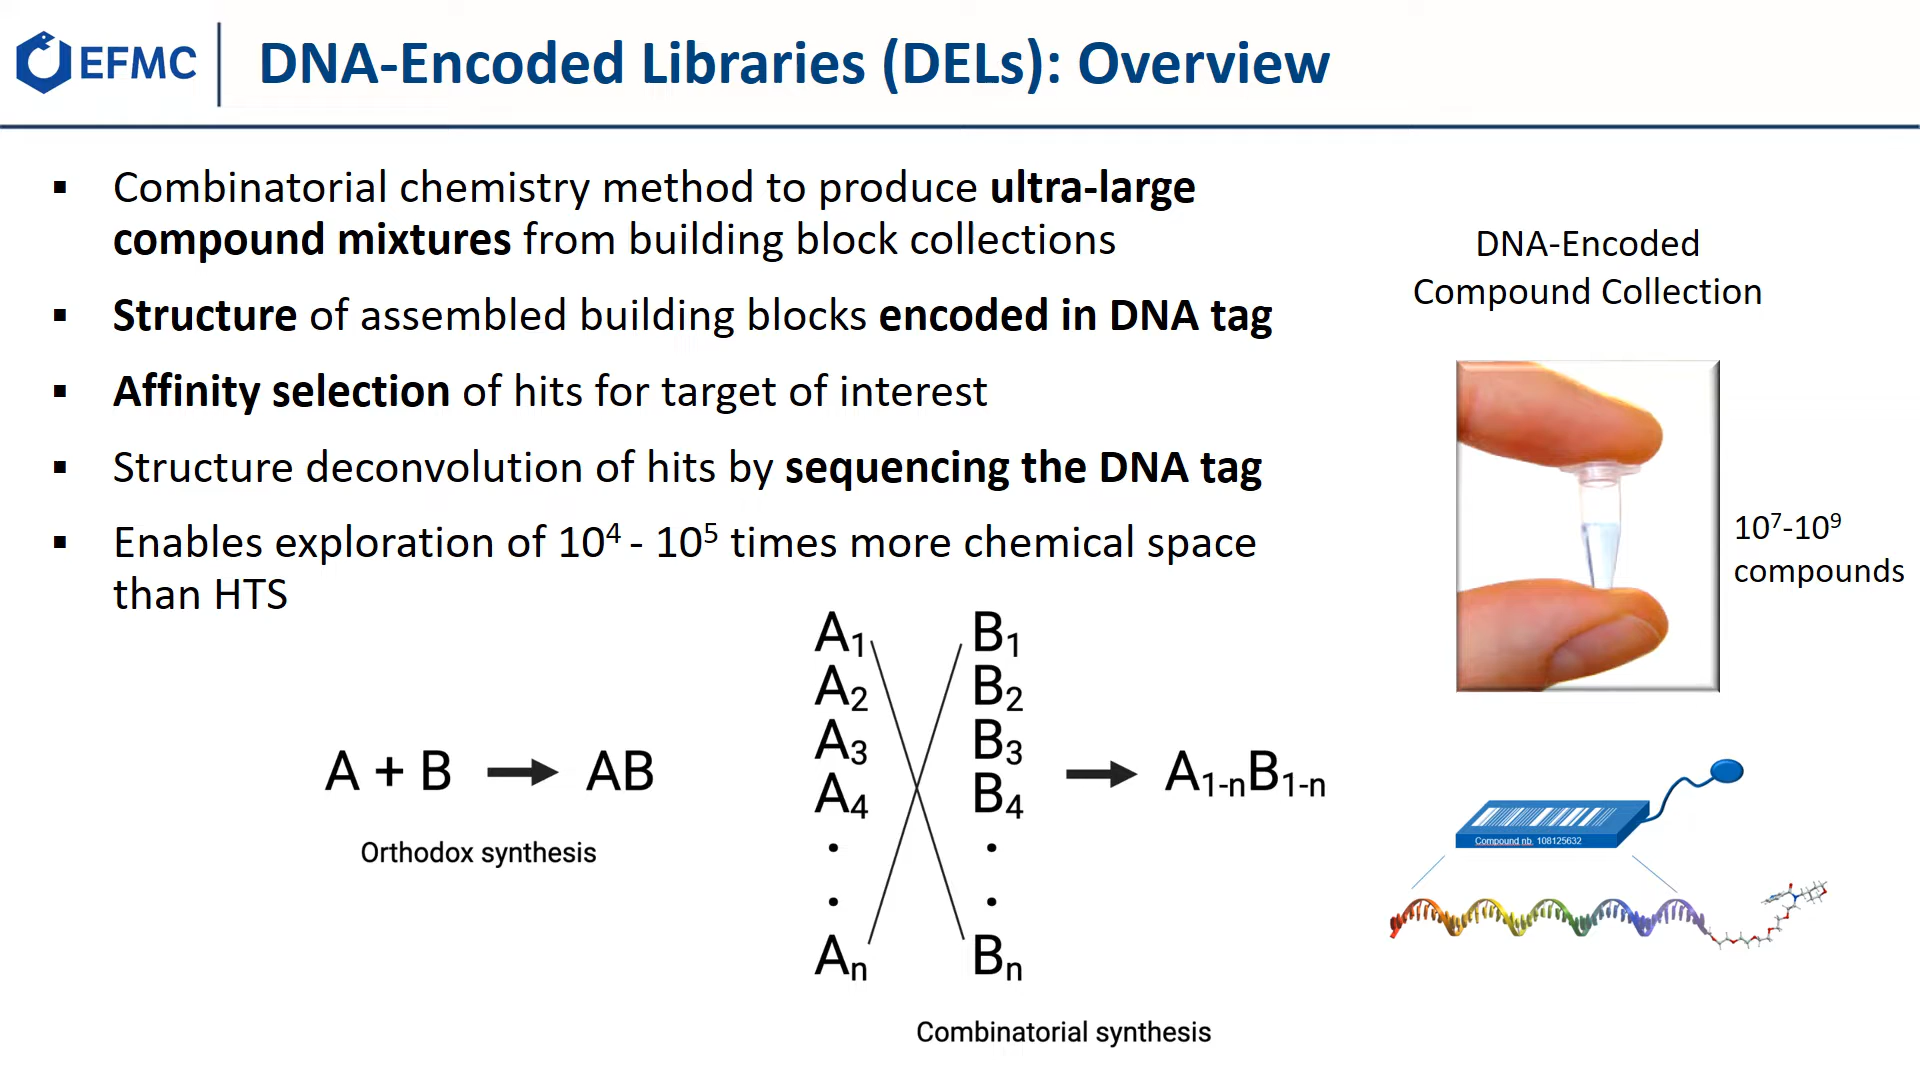 EFMC
DNA-Encoded Libraries (DELs): Overview
▪ Combinatorial chemistry method to produce ultra-large
compound mixtures from building block collections
▪ Structure of assembled building blocks encoded in DNA tag
▪ Affinity selection of hits for target of interest
▪ Structure deconvolution of hits by sequencing the DNA tag
▪ Enables exploration of 10⁴ - 10⁵ times more chemical space
than HTS
DNA-Encoded
Compound Collection
10⁷-10⁹
compounds
A + B → AB
Orthodox synthesis
A₁ B₁
A₂ B₂
A₃ B₃
A₄ B₄
. .
. .
Aₙ Bₙ
→ A₁₋ₙB₁₋ₙ
Combinatorial synthesis
Compound nb. 108125632